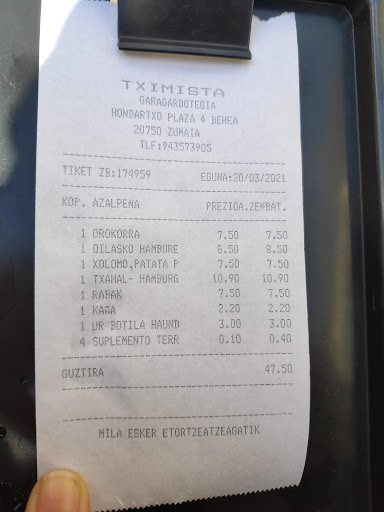 TXIMISTA
GARAGARDOTEGIA
HONDARTXO PLAZA 4 BEHEA
20750 ZUMAIA
TLF:943573905
TIKET ZB:174959 EGUNA:20/03/2021
KOP. AZALPENA PREZIOA.ZENBAT.
1 OROKORRA 7.50 7.50
1 OILASKO HAMBURE 8.50 8.50
1 XOLOMO,PATATA P 7.50 7.50
1 TXAHAL- HAMBURG 10.90 10.90
1 RABAK 7.50 7.50
1 KAÑA 2.20 2.20
1 UR BOTILA HAUND 3.00 3.00
4 SUPLEMENTO TERR 0.10 0.40
GUZTIRA 47.50
MILA ESKER ETORTZEATZEAGATIK